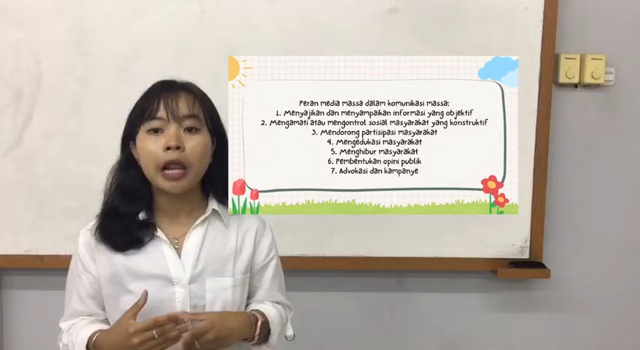 Peran media massa dalam komunikasi massa:
1. Menyajikan dan menyampaikan informasi yang objektif
2. Mengamati atau mengontrol sosial masyarakat yang konstruktif
3. Mendorong partisipasi masyarakat
4. Mengedukasi masyarakat
5. Menghibur masyarakat
6. Pembentukan opini publik
7. Advokasi dan kampanye